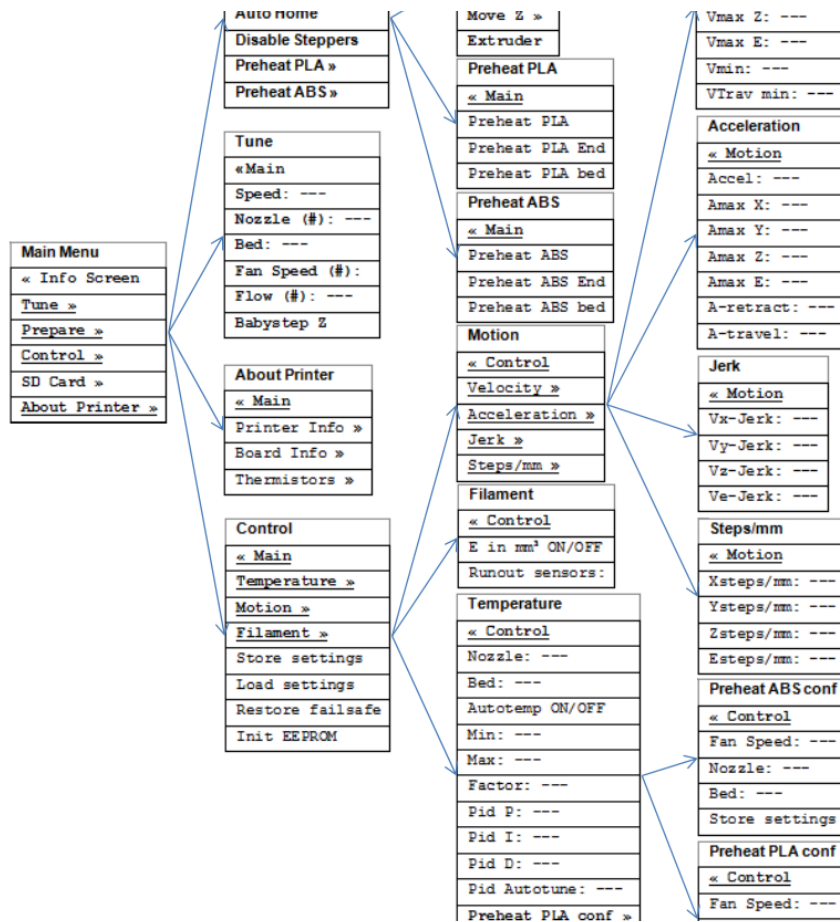 Auto Home
Disable Steppers
Preheat PLA »
Preheat ABS »
Tune
«Main
Speed: ---
Nozzle (#): ---
Bed: ---
Fan Speed (#):
Flow (#): ---
Babystep Z
Main Menu
« Info Screen
Tune »
Prepare »
Control »
SD Card »
About Printer »
About Printer
« Main
Printer Info »
Board Info »
Thermistors »
Control
« Main
Temperature »
Motion »
Filament »
Store settings
Load settings
Restore failsafe
Init EEPROM
Move Z »
Extruder
Preheat PLA
« Main
Preheat PLA
Preheat PLA End
Preheat PLA bed
Preheat ABS
« Main
Preheat ABS
Preheat ABS End
Preheat ABS bed
Motion
« Control
Velocity »
Acceleration »
Jerk »
Steps/mm »
Filament
« Control
E in mm³ ON/OFF
Runout sensors:
Temperature
« Control
Nozzle: ---
Bed: ---
Autotemp ON/OFF
Min: ---
Max: ---
Factor: ---
Pid P: ---
Pid I: ---
Pid D: ---
Pid Autotune: ---
Preheat PLA conf »
Vmax Z: ---
Vmax E: ---
Vmin: ---
VTrav min: ---
Acceleration
« Motion
Accel: ---
Amax X: ---
Amax Y: ---
Amax Z: ---
Amax E: ---
A-retract: ---
A-travel: ---
Jerk
« Motion
Vx-Jerk: ---
Vy-Jerk: ---
Vz-Jerk: ---
Ve-Jerk: ---
Steps/mm
« Motion
Xsteps/mm: ---
Ysteps/mm: ---
Zsteps/mm: ---
Esteps/mm: ---
Preheat ABS conf
« Control
Fan Speed: ---
Nozzle: ---
Bed: ---
Store settings
Preheat PLA conf
« Control
Fan Speed: ---